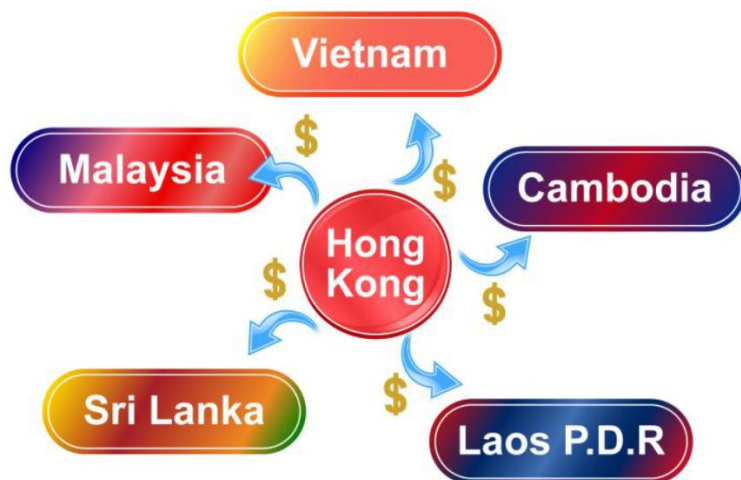 Vietnam
$
Malaysia
$
Cambodia
Hong
Kong
$
$
Sri Lanka
$
Laos P.D.R